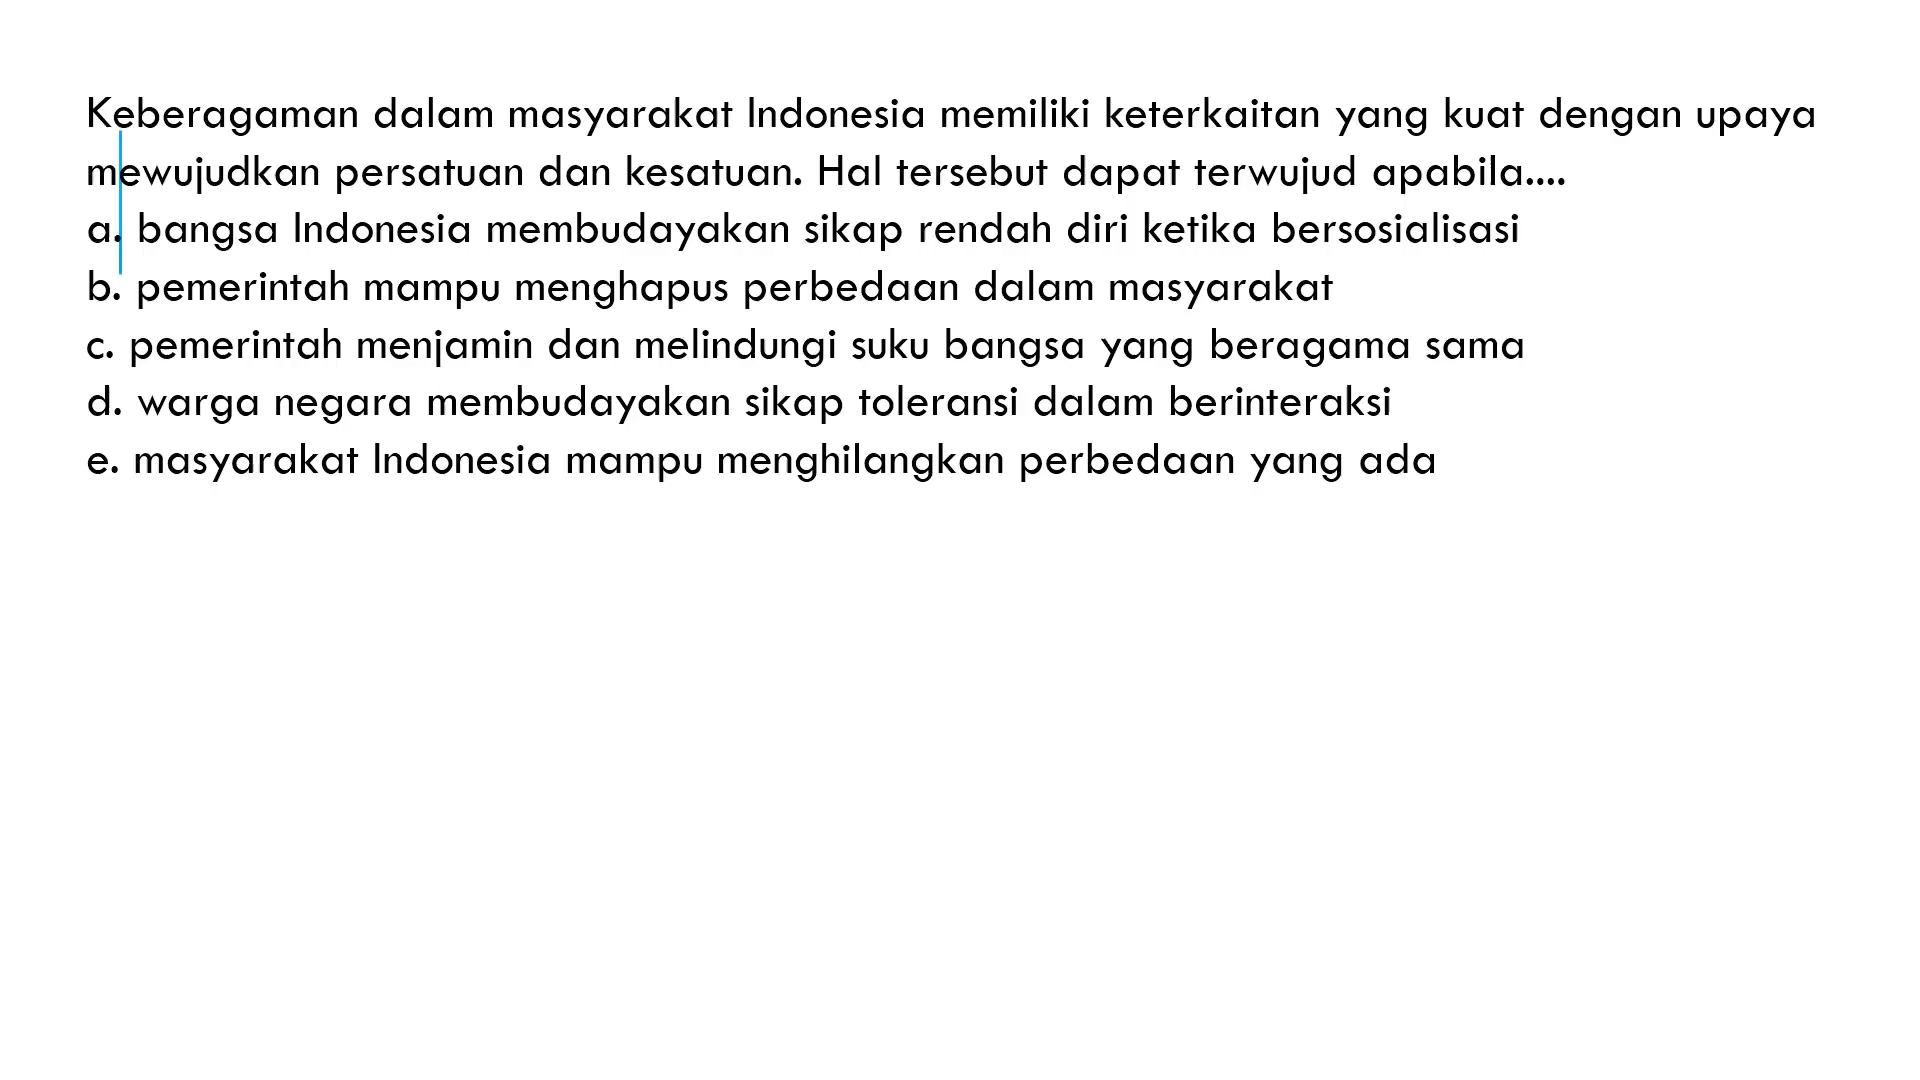 Keberagaman dalam masyarakat Indonesia memiliki keterkaitan yang kuat dengan upaya
mewujudkan persatuan dan kesatuan. Hal tersebut dapat terwujud apabila....
a. bangsa Indonesia membudayakan sikap rendah diri ketika bersosialisasi
b. pemerintah mampu menghapus perbedaan dalam masyarakat
c. pemerintah menjamin dan melindungi suku bangsa yang beragama sama
d. warga negara membudayakan sikap toleransi dalam berinteraksi
e. masyarakat Indonesia mampu menghilangkan perbedaan yang ada